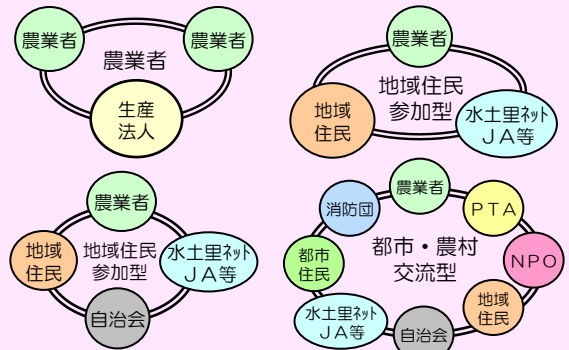 農業者
農業者
農業者
生産
法人
農業者
地域住民
参加型
地域
住民
水土里ネット
ＪＡ等
農業者
地域
住民
地域住民
参加型
水土里ネット
ＪＡ等
自治会
農業者
消防団
ＰＴＡ
都市
住民
都市・農村
交流型
ＮＰＯ
地域
住民
水土里ネット
ＪＡ等
自治会